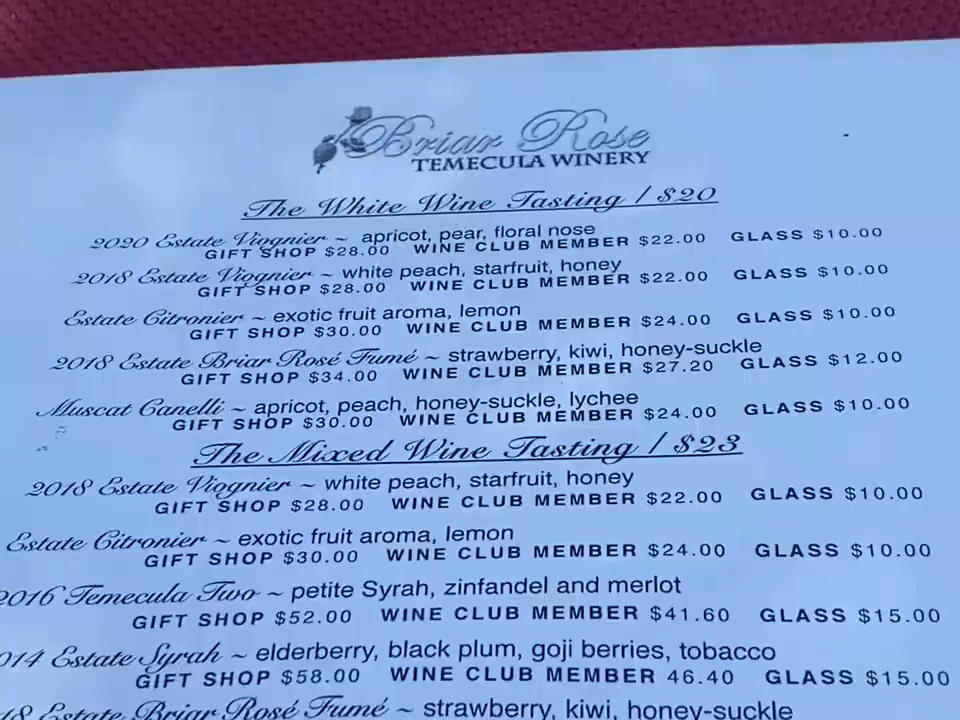 Briar Rose
TEMECULA WINERY
The White Wine Tasting / $20
2020 Estate Viognier ~ apricot, pear, floral nose
GIFT SHOP $28.00 WINE CLUB MEMBER $22.00 GLASS $10.00
2018 Estate Viognier ~ white peach, starfruit, honey
GIFT SHOP $28.00 WINE CLUB MEMBER $22.00 GLASS $10.00
Estate Citronier ~ exotic fruit aroma, lemon
GIFT SHOP $30.00 WINE CLUB MEMBER $24.00 GLASS $10.00
2018 Estate Briar Rosé Fumé ~ strawberry, kiwi, honey-suckle
GIFT SHOP $34.00 WINE CLUB MEMBER $27.20 GLASS $12.00
Muscat Canelli ~ apricot, peach, honey-suckle, lychee
GIFT SHOP $30.00 WINE CLUB MEMBER $24.00 GLASS $10.00
The Mixed Wine Tasting / $23
2018 Estate Viognier ~ white peach, starfruit, honey
GIFT SHOP $28.00 WINE CLUB MEMBER $22.00 GLASS $10.00
Estate Citronier ~ exotic fruit aroma, lemon
GIFT SHOP $30.00 WINE CLUB MEMBER $24.00 GLASS $10.00
2016 Temecula Two ~ petite Syrah, zinfandel and merlot
GIFT SHOP $52.00 WINE CLUB MEMBER $41.60 GLASS $15.00
014 Estate Syrah ~ elderberry, black plum, goji berries, tobacco
GIFT SHOP $58.00 WINE CLUB MEMBER 46.40 GLASS $15.00
18 Estate Briar Rosé Fumé ~ strawberry, kiwi, honey-suckle